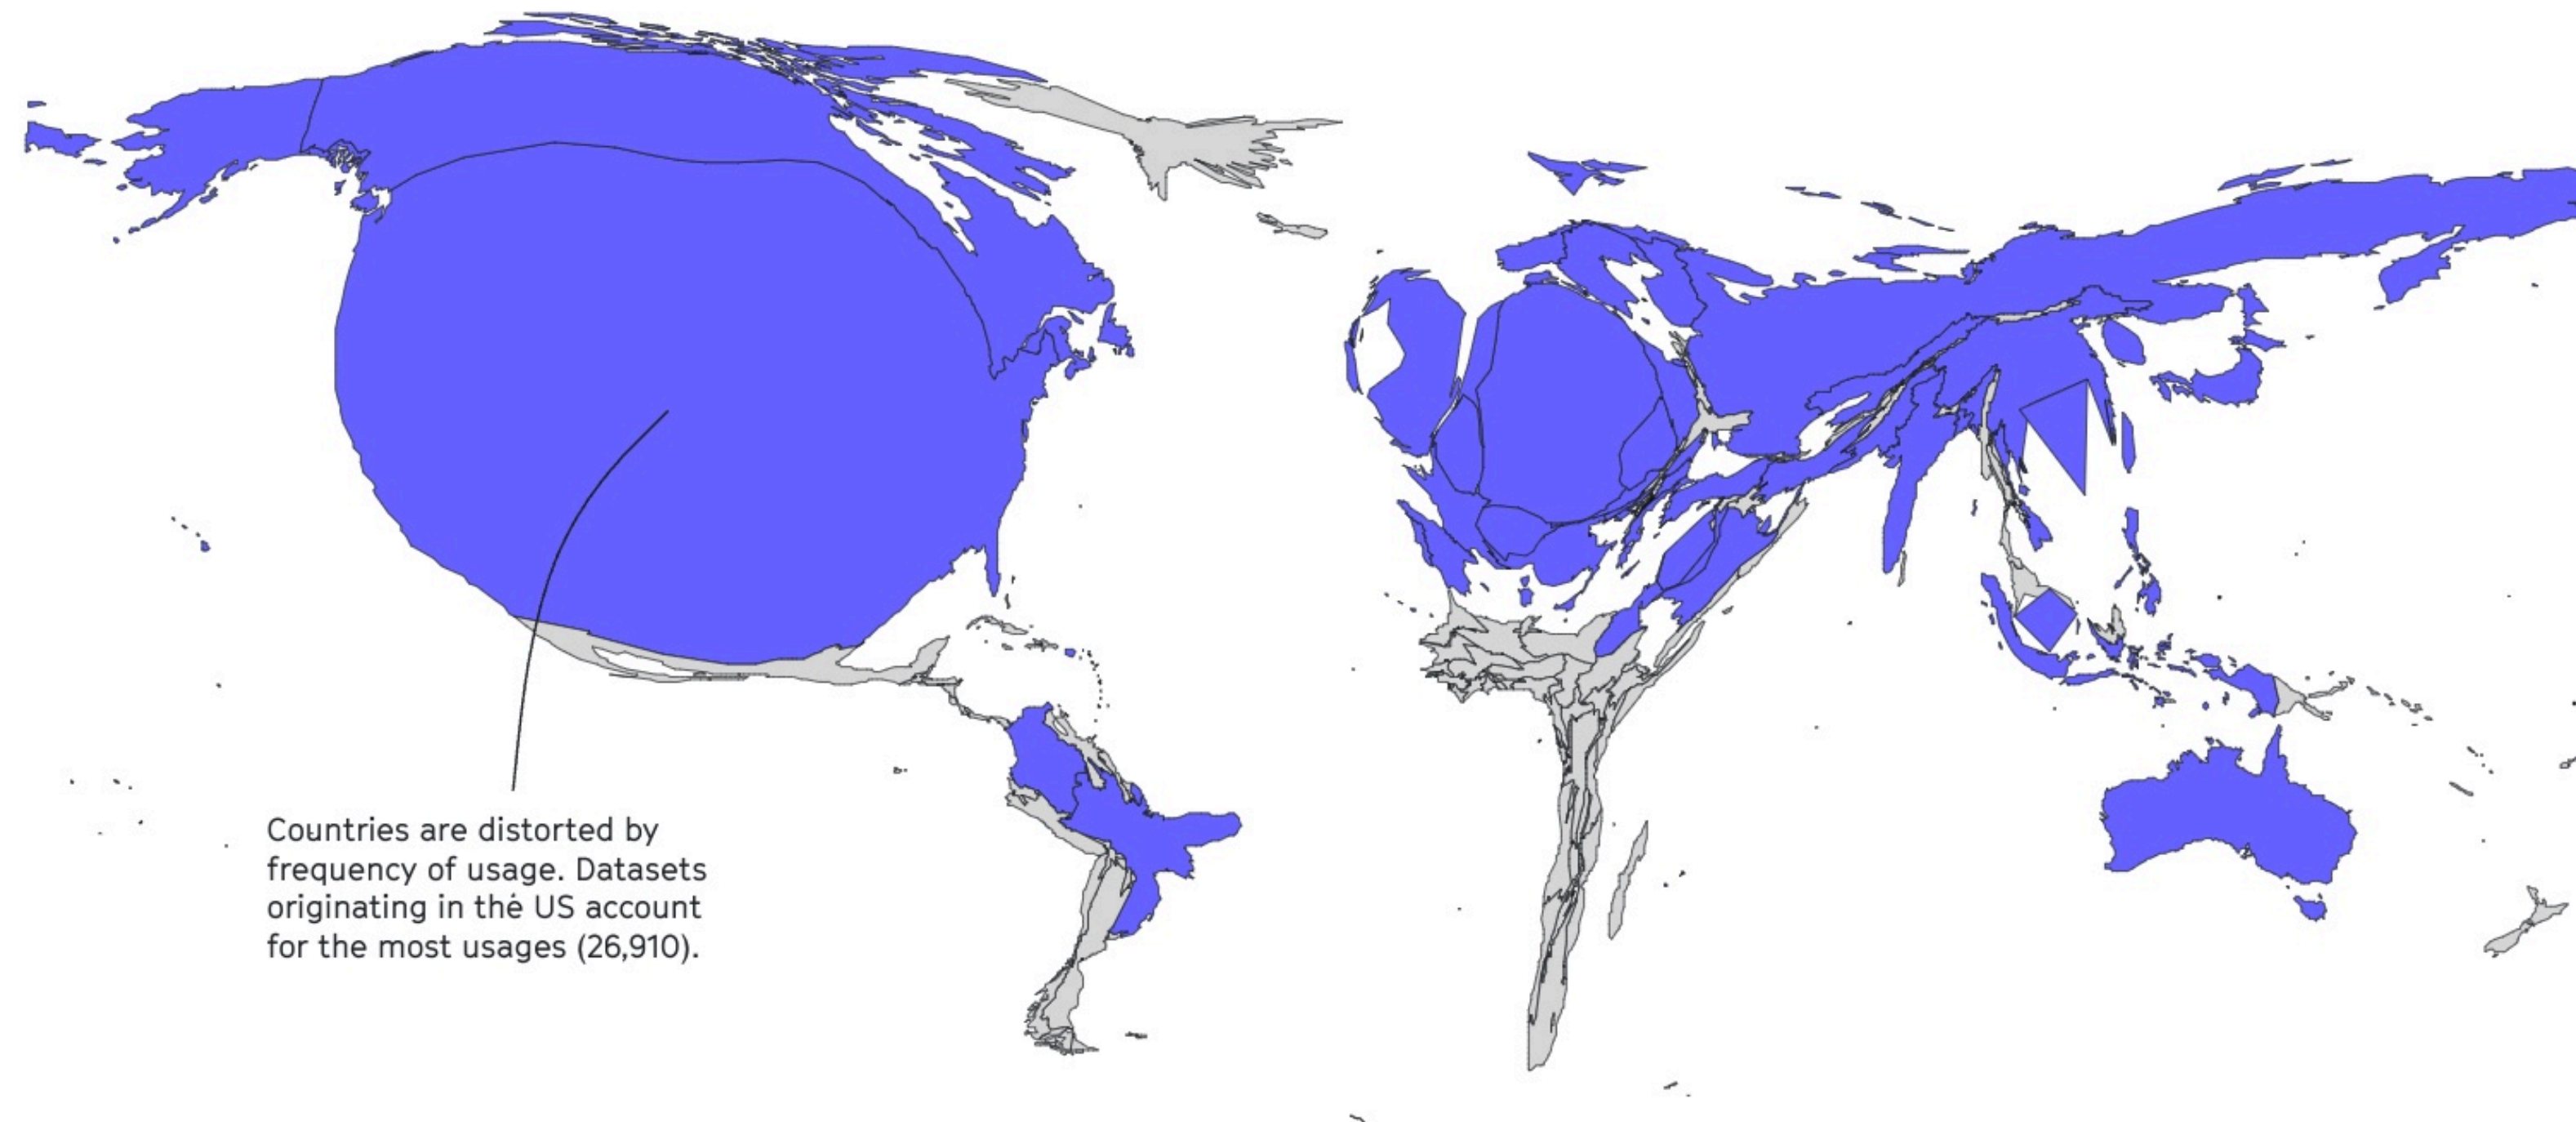 Countries are distorted by
frequency of usage. Datasets
originating in the US account
for the most usages (26,910).